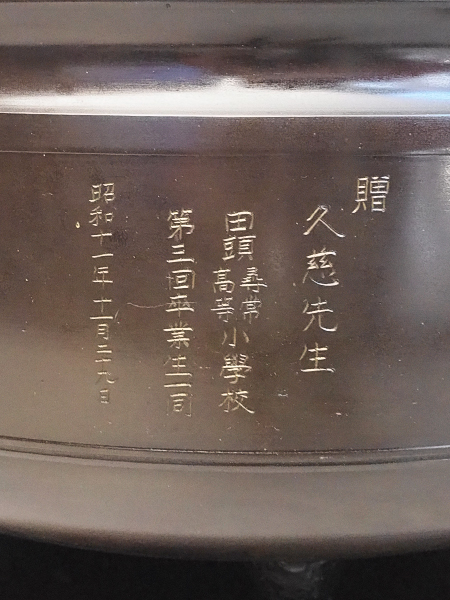 贈
久慈先生
田頭尋常高等小學校
第三回卒業生一同
昭和十一年十一月二十九日